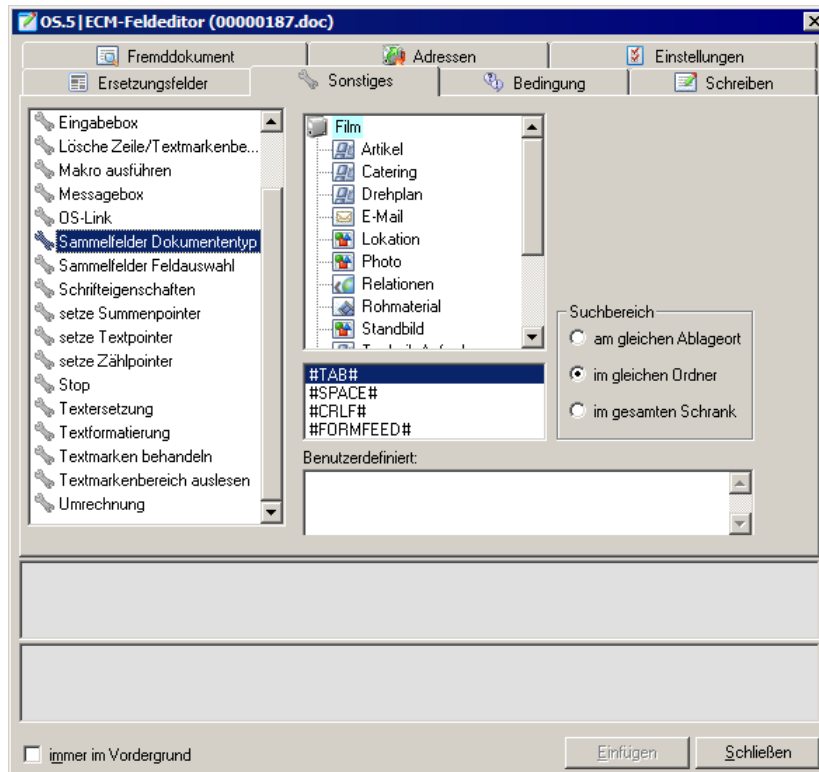 OS.5|ECM-Feldeditor (00000187.doc)
Fremddokument
Adressen
Einstellungen
Ersetzungsfelder
Sonstiges
Bedingung
Schreiben
Eingabebox
Lösche Zeile/Textmarkenbe...
Makro ausführen
Messagebox
OS-Link
Sammelfelder Dokumententyp
Sammelfelder Feldauswahl
Schrifteigenschaften
setze Summenpointer
setze Textpointer
setze Zählpointer
Stop
Textersetzung
Textformatierung
Textmarken behandeln
Textmarkenbereich auslesen
Umrechnung
Film
Artikel
Catering
Drehplan
E-Mail
Lokation
Photo
Relationen
Rohmaterial
Standbild
#TAB#
#SPACE#
#CRLF#
#FORMFEED#
Suchbereich
am gleichen Ablageort
im gleichen Ordner
im gesamten Schrank
Benutzerdefiniert:
immer im Vordergrund
Einfügen
Schließen